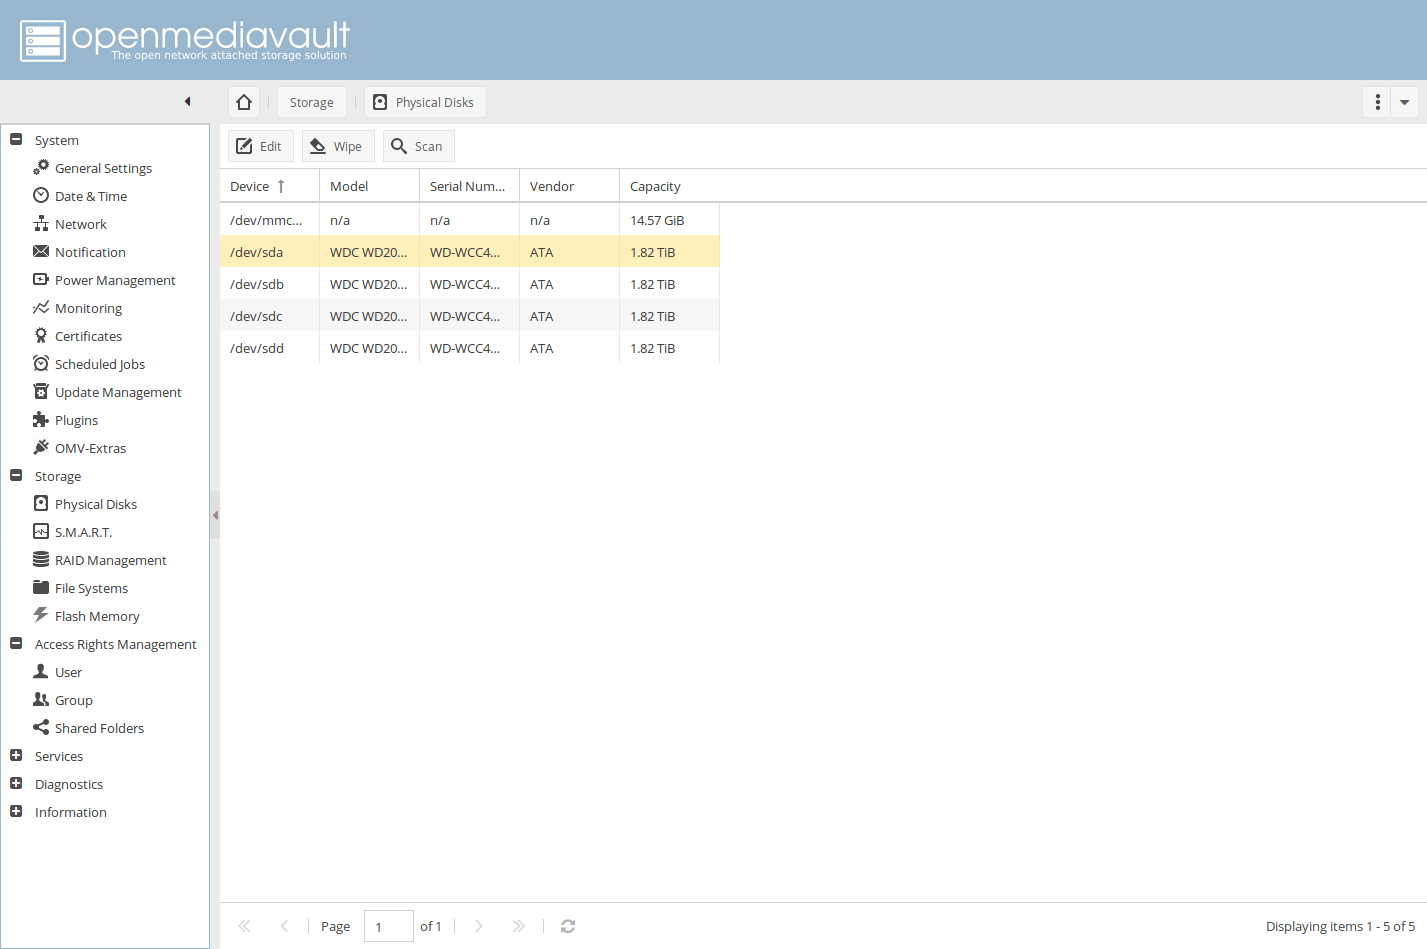 openmediavault
The open network attached storage solution
Storage
Physical Disks
System
General Settings
Date & Time
Network
Notification
Power Management
Monitoring
Certificates
Scheduled Jobs
Update Management
Plugins
OMV-Extras
Storage
Physical Disks
S.M.A.R.T.
RAID Management
File Systems
Flash Memory
Access Rights Management
User
Group
Shared Folders
Services
Diagnostics
Information
Edit Wipe Scan
Device Model Serial Num... Vendor Capacity
/dev/mmc... n/a n/a n/a 14.57 GiB
/dev/sda WDC WD20... WD-WCC4... ATA 1.82 TiB
/dev/sdb WDC WD20... WD-WCC4... ATA 1.82 TiB
/dev/sdc WDC WD20... WD-WCC4... ATA 1.82 TiB
/dev/sdd WDC WD20... WD-WCC4... ATA 1.82 TiB
Page 1 of 1 Displaying items 1 - 5 of 5